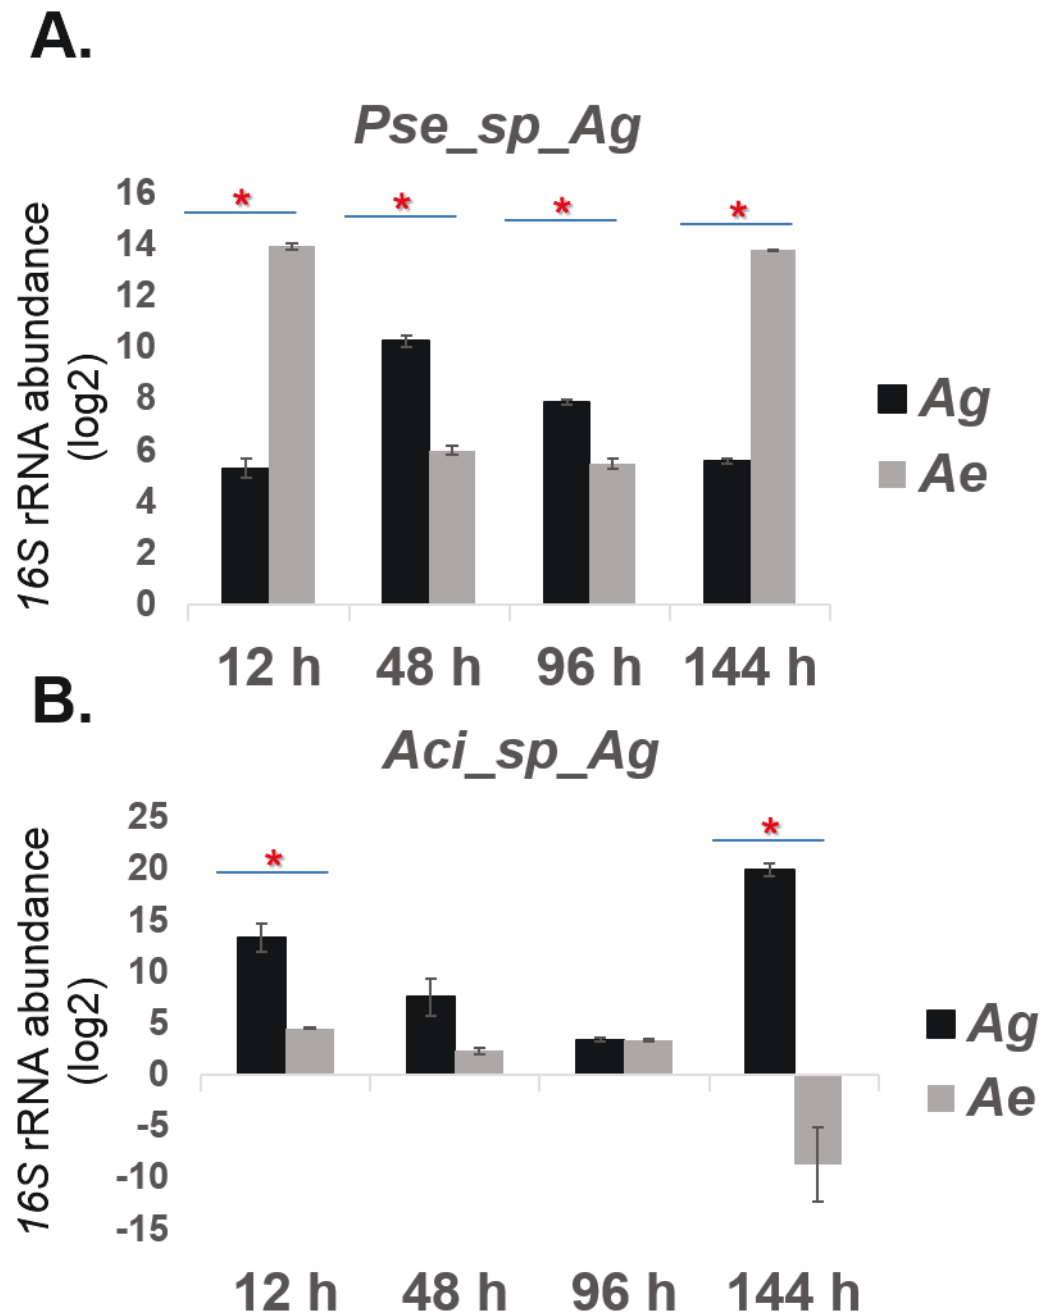 A.
Pse_sp_Ag
16S rRNA abundance
(log2)
16
14
12
10
8
6
4
2
0
* * * *
12 h 48 h 96 h 144 h
Ag
Ae
B.
Aci_sp_Ag
16S rRNA abundance
(log2)
25
20
15
10
5
0
-5
-10
-15
* *
12 h 48 h 96 h 144 h
Ag
Ae